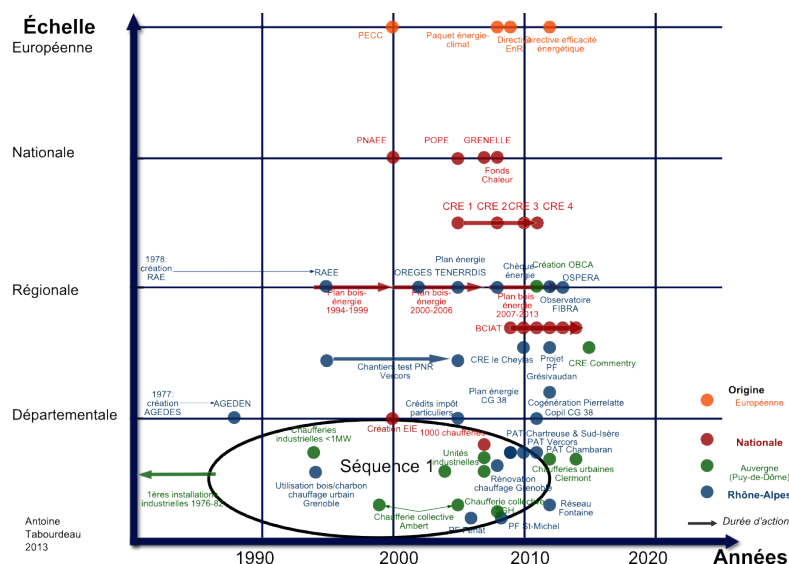 Échelle
Européenne
PECC
Paquet énergie-
climat
Directive
EnR
Directive efficacité
énergétique
Nationale
PNAEE
POPE
GRENELLE
Fonds
Chaleur
CRE 1
CRE 2
CRE 3
CRE 4
1978:
création
RAE
RAEE
Plan énergie
OREGES TENERRDIS
Chèque
énergie
Création OBCA
OSPERA
Régionale
Plan bois-
énergie
1994-1999
Plan bois-
énergie
2000-2006
Plan bois
énergie
2007-2013
Observatoire
FIBRA
BCIAT
Chantiers test PNR
Vercors
CRE le Cheylas
Projet
PF
Grésivaudan
CRE Commentry
1977:
création
AGEDES
AGEDEN
Plan énergie
CG 38
Crédits impôt
particuliers
Cogénération Pierrelatte
Copil CG 38
Départementale
Création EIE
Chaufferies
industrielles <1MW
1000 chaufferies
PAT Chartreuse & Sud-Isère
PAT Vercors
PAT Chambaran
Séquence 1
Unités
industrielles
Chaufferies urbaines
Clermont
1ères installations
industrielles 1976-82
Utilisation bois/charbon
chauffage urbain
Grenoble
Rénovation
chauffage Grenoble
Chaufferie collective
Ambert
Chaufferie collective
Réseau
Fontaine
PF St-Michel
Origine
Européenne
Nationale
Auvergne
(Puy-de-Dôme)
Rhône-Alpes
Durée d'action
Antoine
Tabourdeau
2013
1990
2000
2010
2020
Années